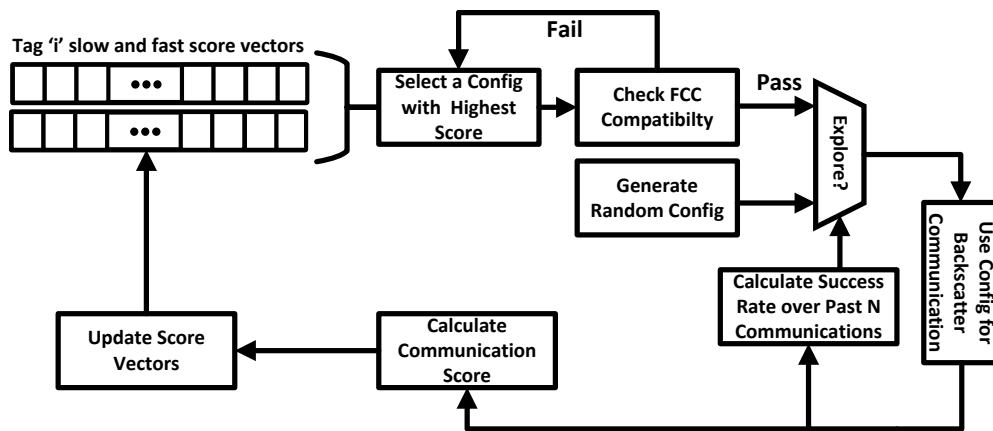 Fail
Tag ‘i’ slow and fast score vectors
•••
•••
Select a Config
with Highest
Score
Check FCC
Compatibilty
Pass
Explore?
Generate
Random Config
Use Config for
Backscatter
Communication
Calculate Success
Rate over Past N
Communications
Calculate
Communication
Score
Update Score
Vectors